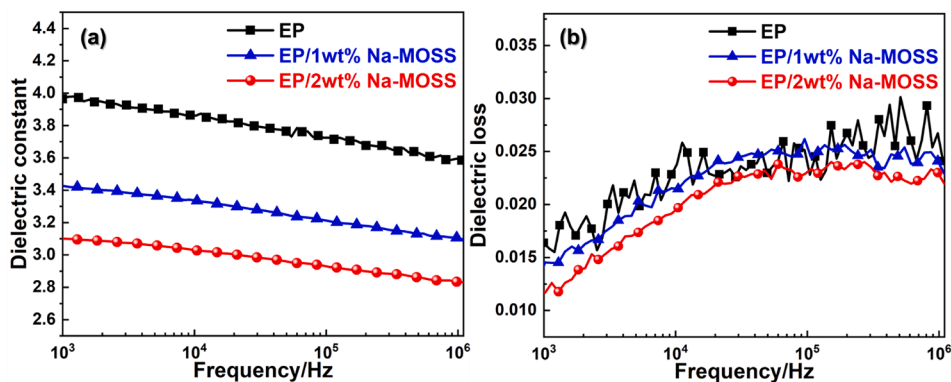 (a)
EP
EP/1wt% Na-MOSS
EP/2wt% Na-MOSS
Dielectric constant
4.4
4.2
4.0
3.8
3.6
3.4
3.2
3.0
2.8
2.6
10³
10⁴
10⁵
10⁶
Frequency/Hz
(b)
EP
EP/1wt% Na-MOSS
EP/2wt% Na-MOSS
Dielectric loss
0.035
0.030
0.025
0.020
0.015
0.010
10³
10⁴
10⁵
10⁶
Frequency/Hz